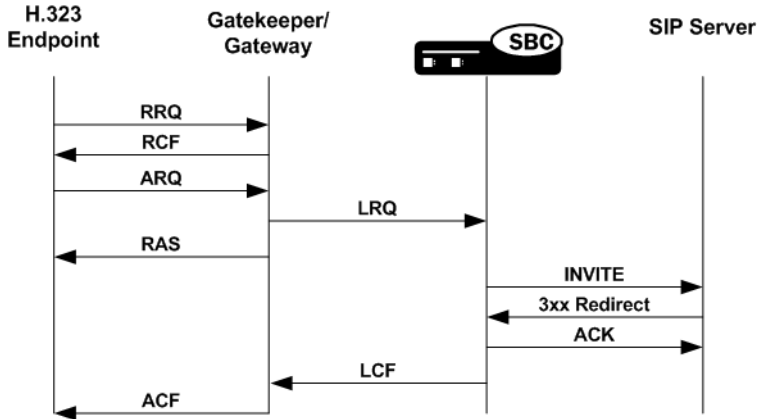 H.323
Endpoint
Gatekeeper/
Gateway
SBC
SIP Server
RRQ
RCF
ARQ
LRQ
RAS
INVITE
3xx Redirect
ACK
LCF
ACF